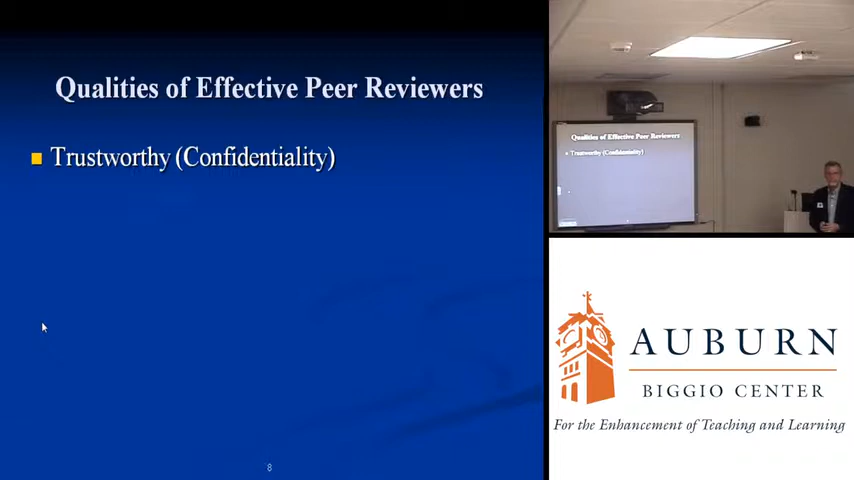 Qualities of Effective Peer Reviewers
Trustworthy (Confidentiality)
8
Qualities of Effective Peer Reviewers
Trustworthy (Confidentiality)
AUBURN
BIGGIO CENTER
For the Enhancement of Teaching and Learning